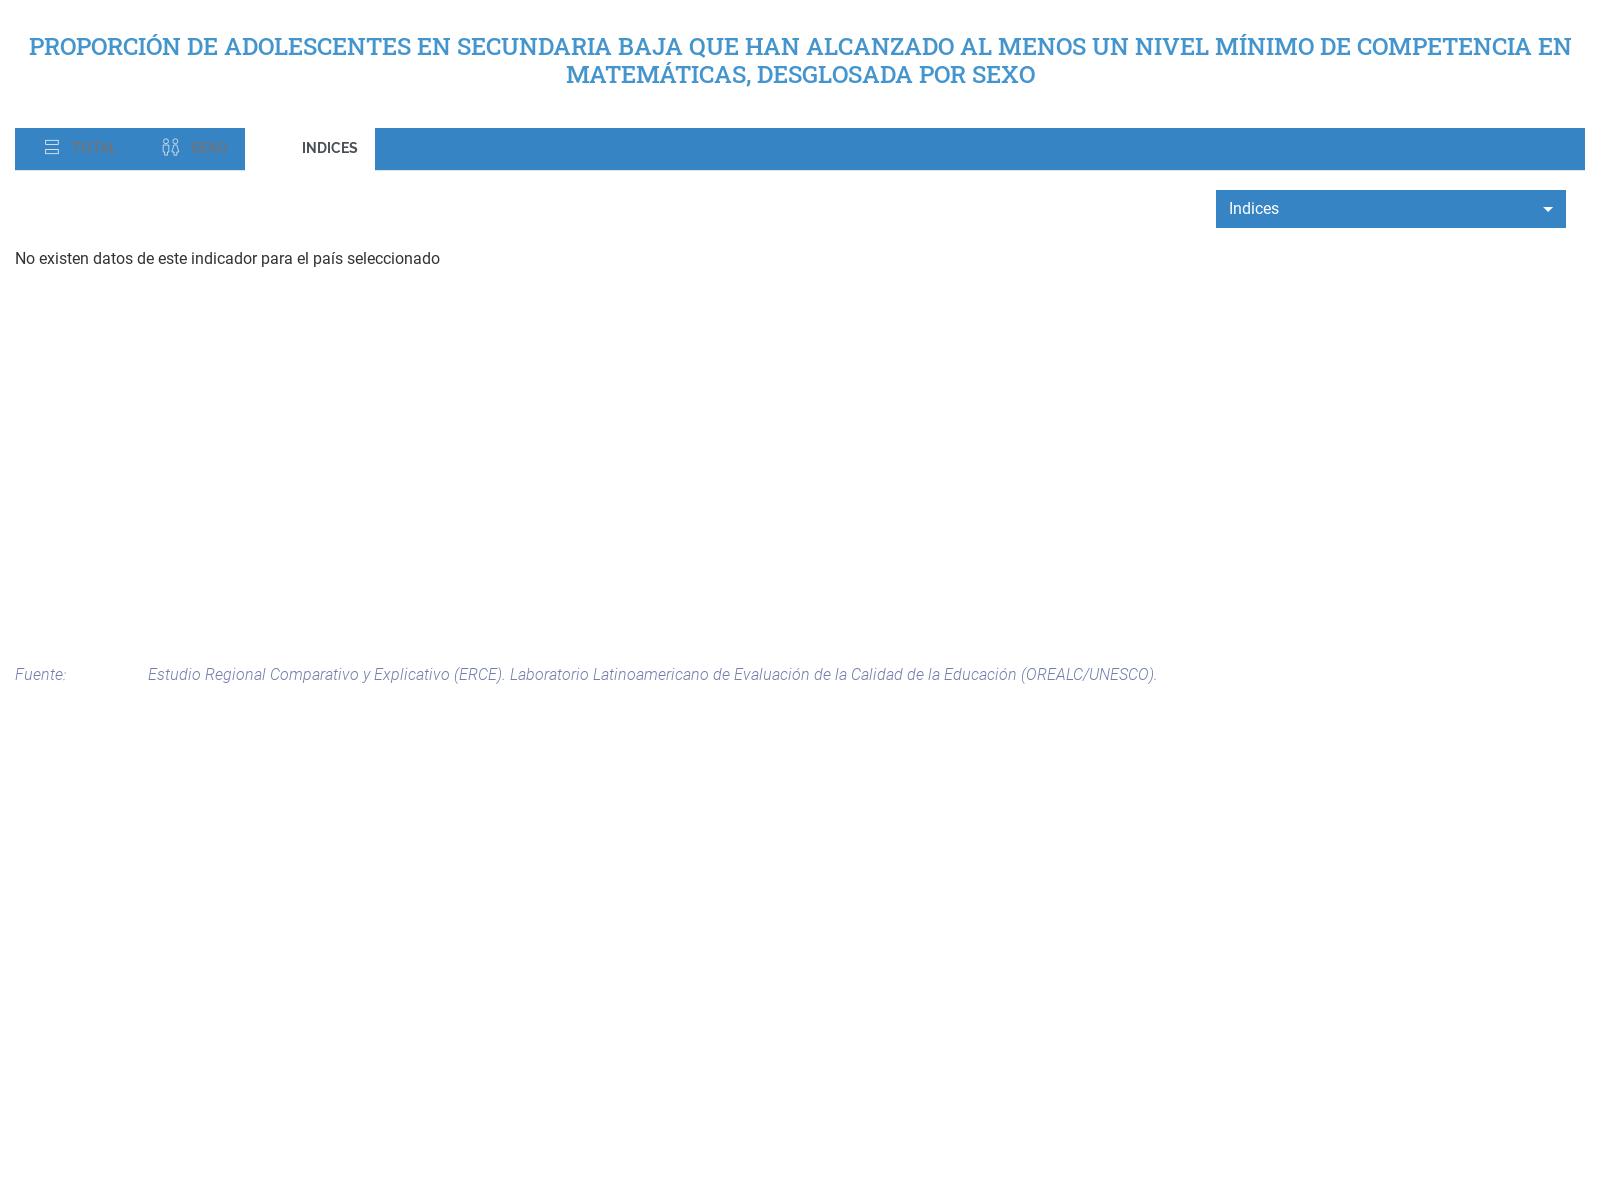 PROPORCIÓN DE ADOLESCENTES EN SECUNDARIA BAJA QUE HAN ALCANZADO AL MENOS UN NIVEL MÍNIMO DE COMPETENCIA EN
MATEMÁTICAS, DESGLOSADA POR SEXO
TOTAL SEXO INDICES
Indices
No existen datos de este indicador para el país seleccionado
Fuente: Estudio Regional Comparativo y Explicativo (ERCE). Laboratorio Latinoamericano de Evaluación de la Calidad de la Educación (OREALC/UNESCO).